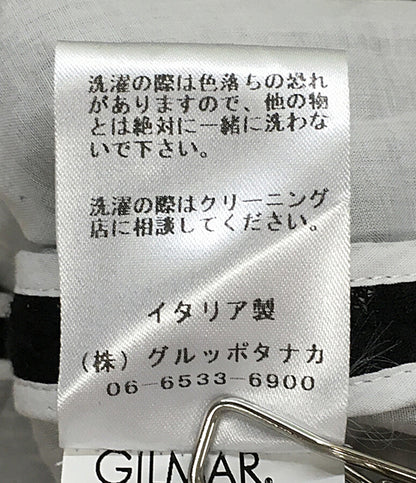 洗濯の際は色落ちの恐れ
がありますので、他の物
とは絶対に一緒に洗わな
いで下さい。
洗濯の際はクリーニング
店に相談してください。
イタリア製
(株) グルッポタナカ
06-6533-6900
GILMAR.